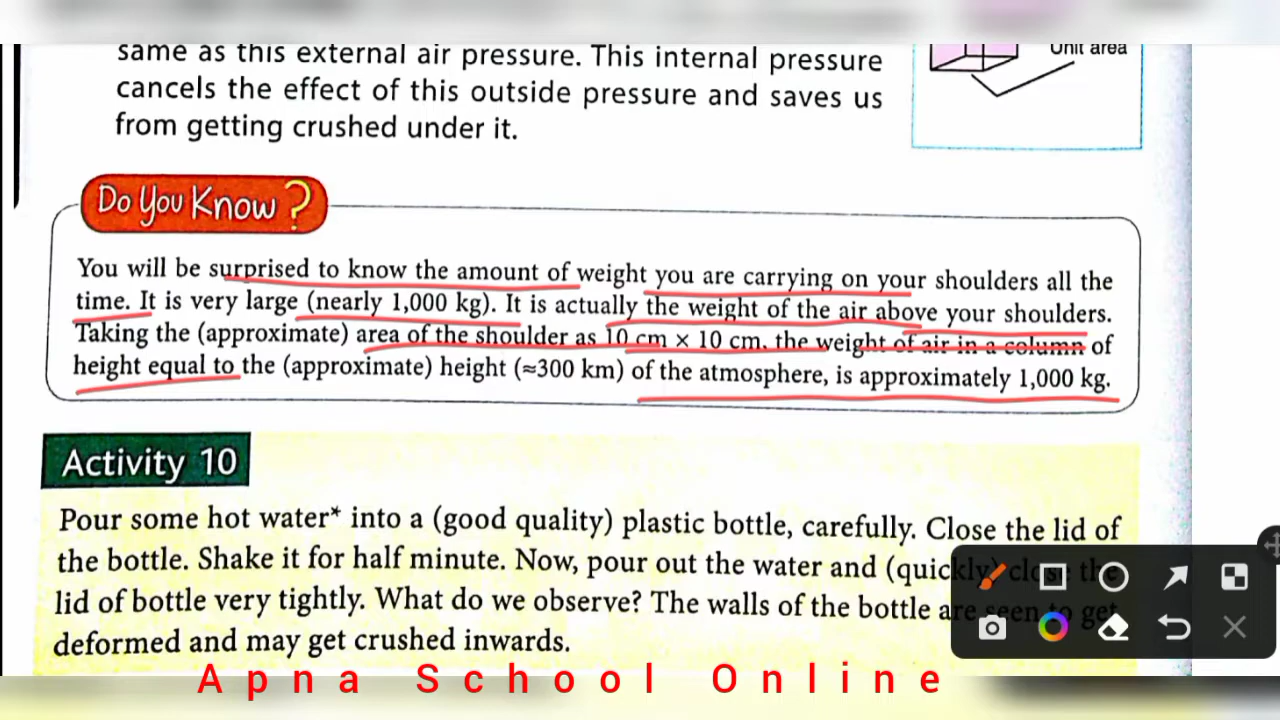 same as this external air pressure. This internal pressure
cancels the effect of this outside pressure and saves us
from getting crushed under it.
Unit area
Do You Know?
You will be surprised to know the amount of weight you are carrying on your shoulders all the
time. It is very large (nearly 1,000 kg). It is actually the weight of the air above your shoulders.
Taking the (approximate) area of the shoulder as 10 cm × 10 cm, the weight of air in a column of
height equal to the (approximate) height (≈300 km) of the atmosphere, is approximately 1,000 kg.
Activity 10
Pour some hot water* into a (good quality) plastic bottle, carefully. Close the lid of
the bottle. Shake it for half minute. Now, pour out the water and (quickly) close the
lid of bottle very tightly. What do we observe? The walls of the bottle are seen to get
deformed and may get crushed inwards.
Apna School Online